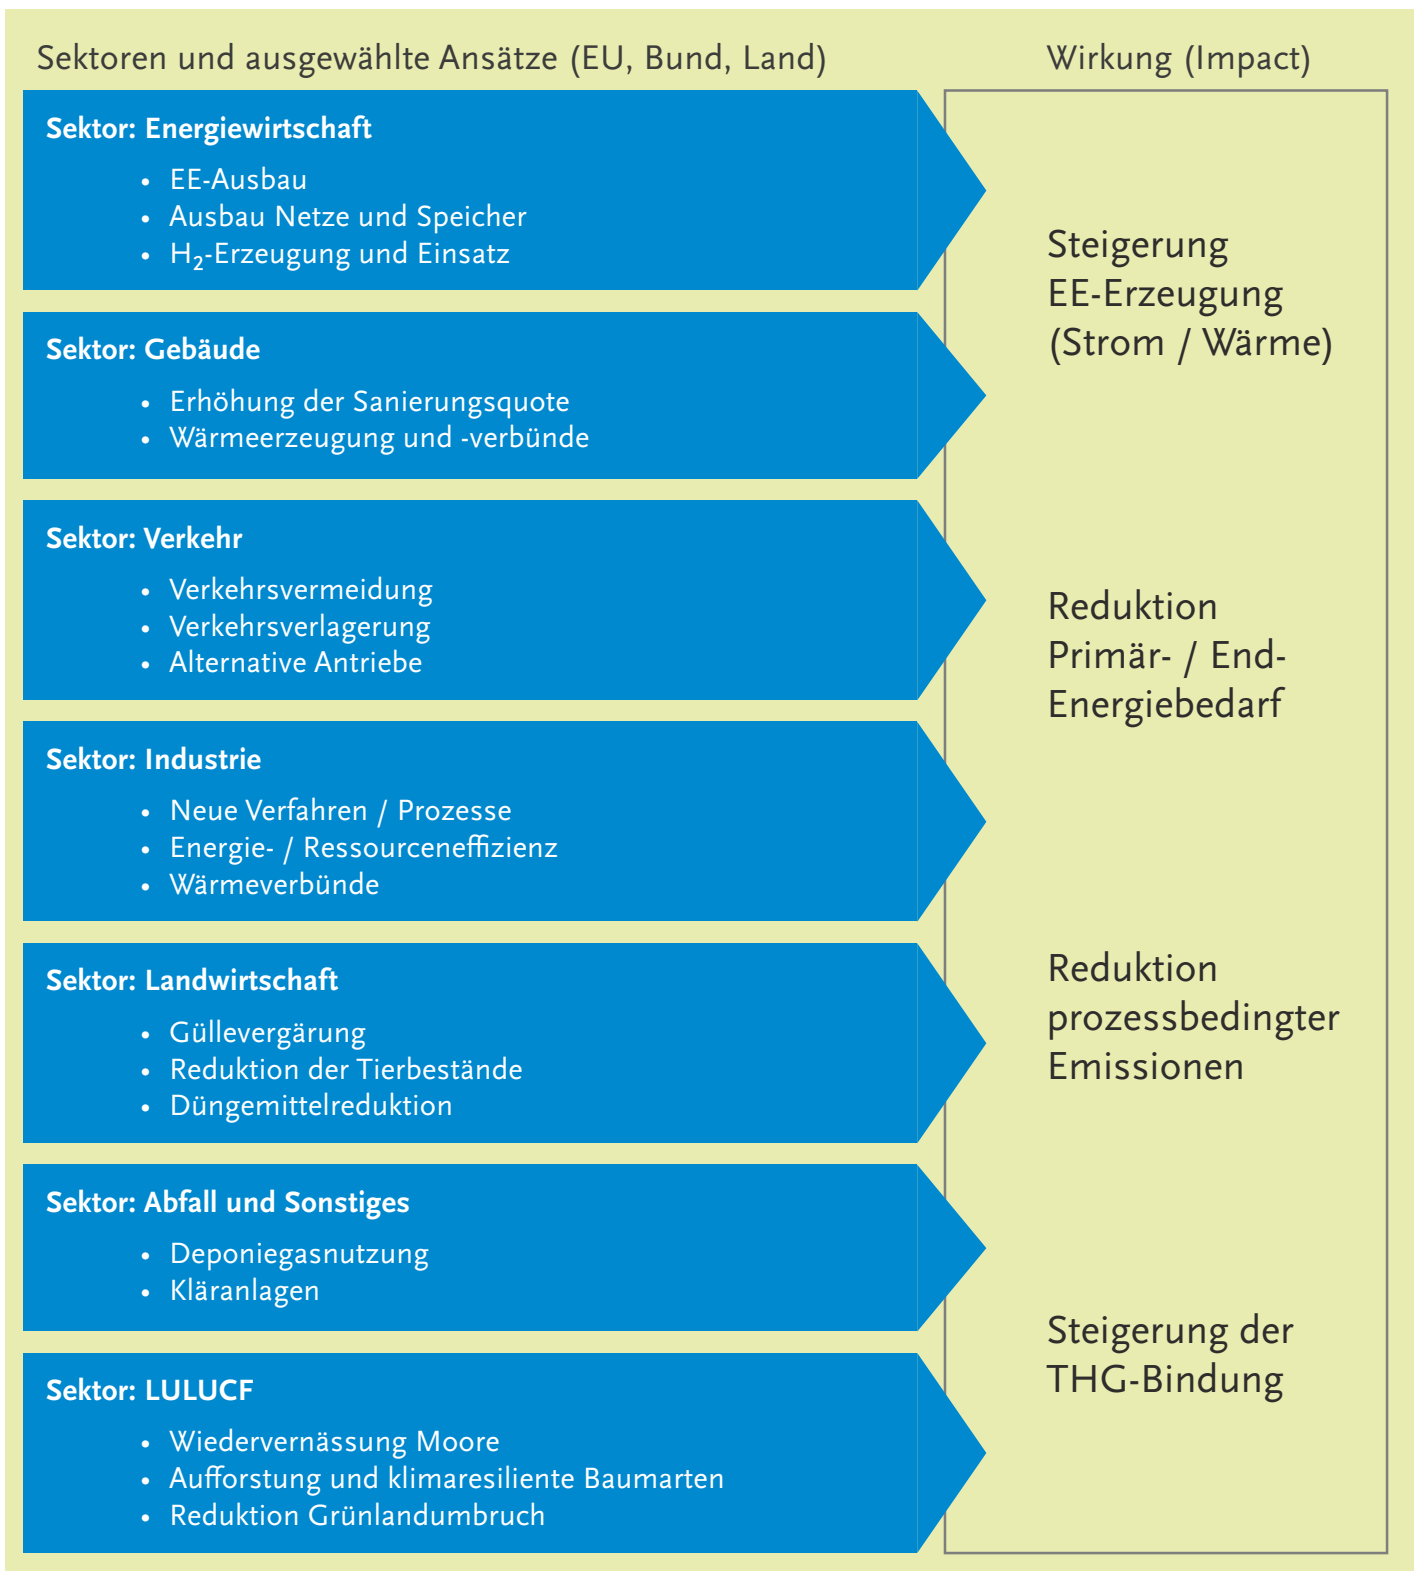 Sektoren und ausgewählte Ansätze (EU, Bund, Land)
Wirkung (Impact)
Sektor: Energiewirtschaft
• EE-Ausbau
• Ausbau Netze und Speicher
• H₂-Erzeugung und Einsatz
Sektor: Gebäude
• Erhöhung der Sanierungsquote
• Wärmeerzeugung und -verbünde
Sektor: Verkehr
• Verkehrsvermeidung
• Verkehrsverlagerung
• Alternative Antriebe
Sektor: Industrie
• Neue Verfahren / Prozesse
• Energie- / Ressourceneffizienz
• Wärmeverbünde
Sektor: Landwirtschaft
• Güllevergärung
• Reduktion der Tierbestände
• Düngemittelreduktion
Sektor: Abfall und Sonstiges
• Deponiegasnutzung
• Kläranlagen
Sektor: LULUCF
• Wiedervernässung Moore
• Aufforstung und klimaresiliente Baumarten
• Reduktion Grünlandumbruch
Steigerung
EE-Erzeugung
(Strom / Wärme)
Reduktion
Primär- / End-
Energiebedarf
Reduktion
prozessbedingter
Emissionen
Steigerung der
THG-Bindung